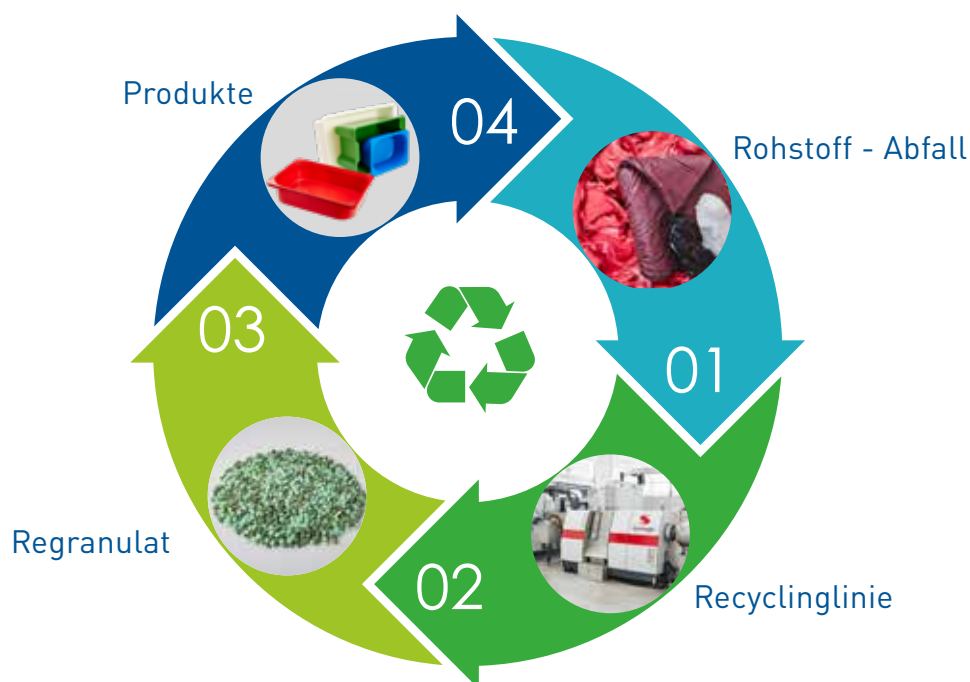 04
Produkte
Rohstoff - Abfall
03
01
Regranulat
02
Recyclinglinie